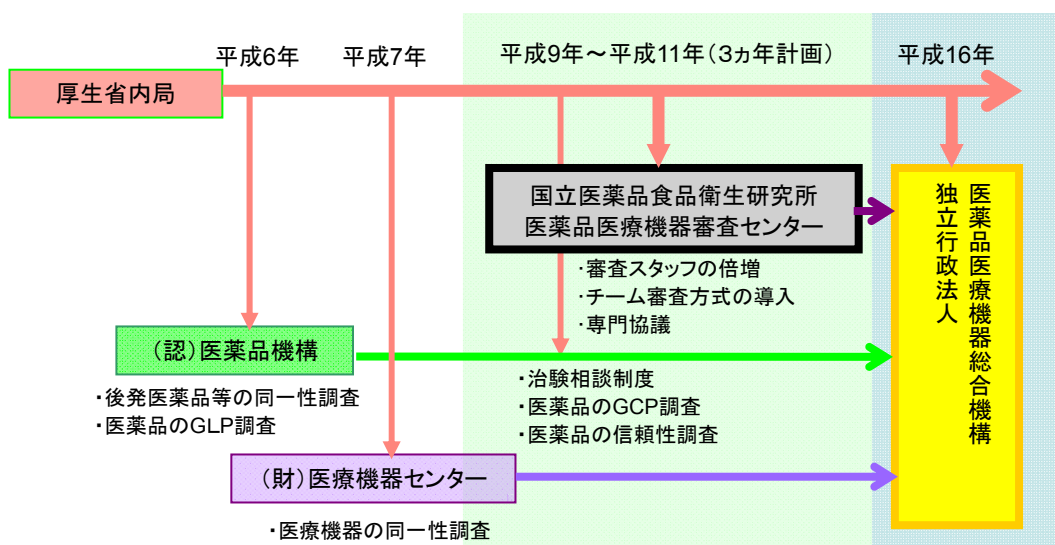 平成6年
平成7年
平成9年～平成11年(3ヵ年計画)
平成16年
厚生省内局
国立医薬品食品衛生研究所
医薬品医療機器審査センター
・審査スタッフの倍増
・チーム審査方式の導入
・専門協議
(認)医薬品機構
・後発医薬品等の同一性調査
・医薬品のGLP調査
・治験相談制度
・医薬品のGCP調査
・医薬品の信頼性調査
(財)医療機器センター
・医療機器の同一性調査
医薬品医療機器総合機構
独立行政法人